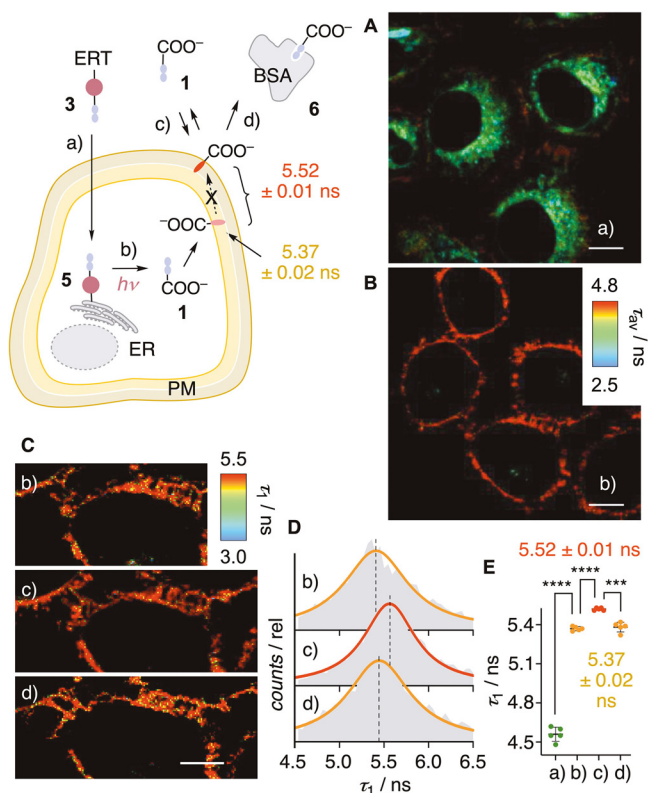 ERT
3
COO⁻
1
COO⁻
BSA
6
a)
c)
d)
COO⁻
5.52
± 0.01 ns
X
⁻OOC
5.37
± 0.02 ns
b)
hν
5
COO⁻
1
ER
PM
A
a)
B
4.8
τav / ns
2.5
b)
C
b)
5.5
τ1 / ns
3.0
c)
d)
D
b)
c)
d)
counts / rel
4.5 5.0 5.5 6.0 6.5
τ1 / ns
5.52 ± 0.01 ns
E
**** **** ***
5.4
5.1
4.8
4.5
τ1 / ns
5.37
± 0.02
ns
a) b) c) d)